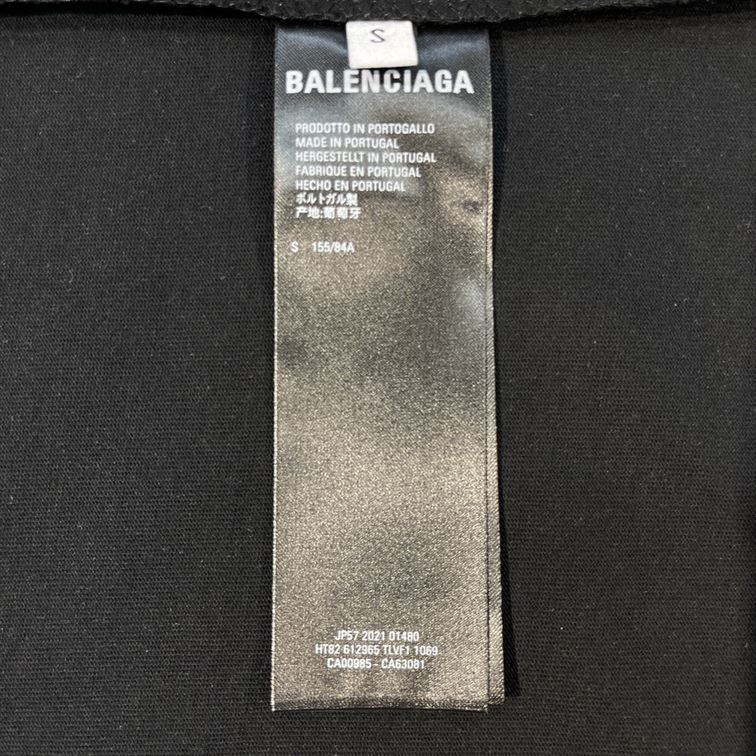 S
BALENCIAGA
PRODOTTO IN PORTOGALLO
MADE IN PORTUGAL
HERGESTELLT IN PORTUGAL
FABRIQUE EN PORTUGAL
HECHO EN PORTUGAL
ポルトガル製
产地:葡萄牙
S 155/84A
JP57 2021 01480
HT82 612965 TLVF1 1069
CA00985 - CA63081